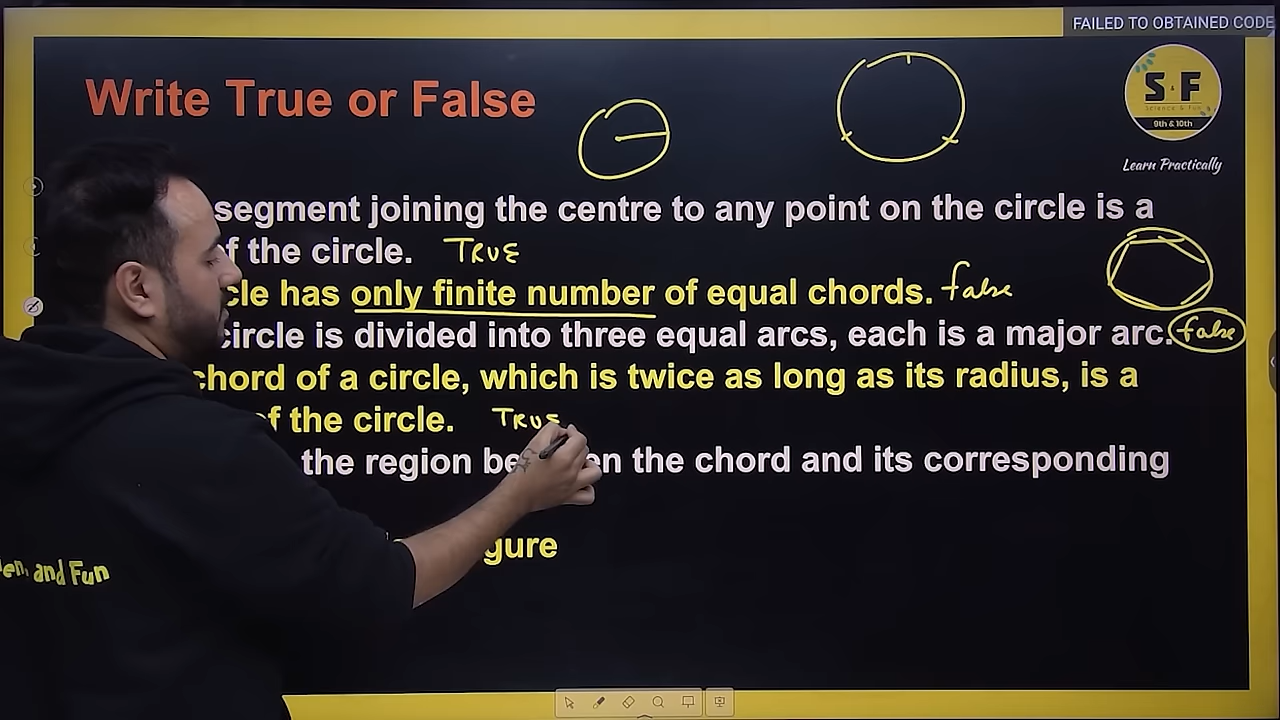 FAILED TO OBTAINED CODE
S & F
Science & Fun
9th & 10th
Learn Practically
Write True or False
segment joining the centre to any point on the circle is a
of the circle. TRUE
cle has only finite number of equal chords. false
circle is divided into three equal arcs, each is a major arc. false
chord of a circle, which is twice as long as its radius, is a
of the circle. TRUE
the region between the chord and its corresponding
gure
and Fun